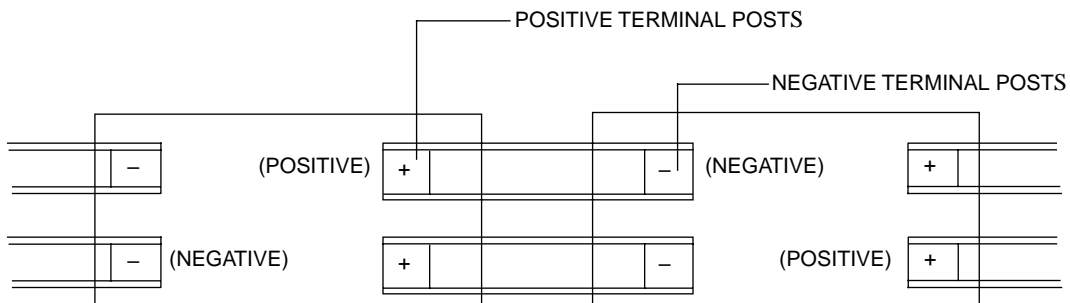 POSITIVE TERMINAL POSTS
NEGATIVE TERMINAL POSTS
– (POSITIVE) + – (NEGATIVE) +
– (NEGATIVE) + – (POSITIVE) +